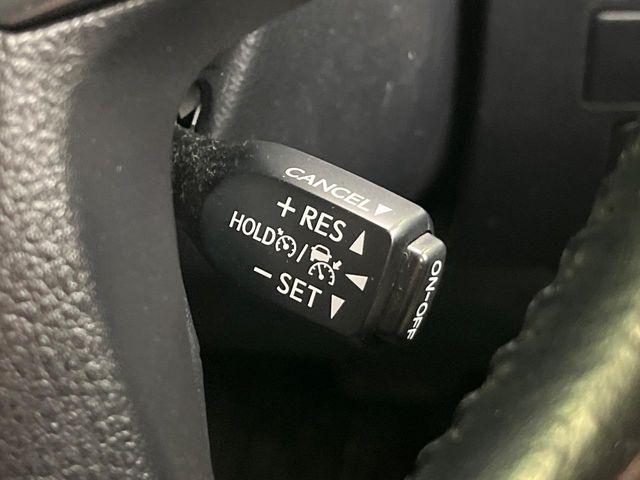 CANCEL▼
+ RES ▲
HOLD / ◀
− SET ▼
ON-OFF